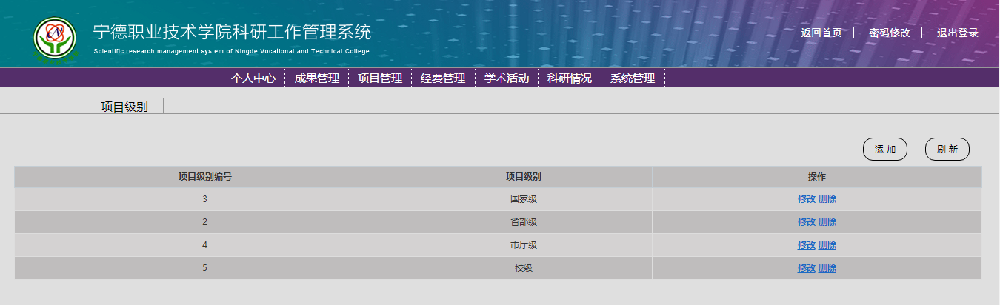 宁德职业技术学院科研工作管理系统
Scientific research management system of Ningde Vocational and Technical College
返回首页 密码修改 退出登录
个人中心 成果管理 项目管理 经费管理 学术活动 科研情况 系统管理
项目级别
添 加 刷 新
项目级别编号 项目级别 操作
3 国家级 修改 删除
2 省部级 修改 删除
4 市厅级 修改 删除
5 校级 修改 删除